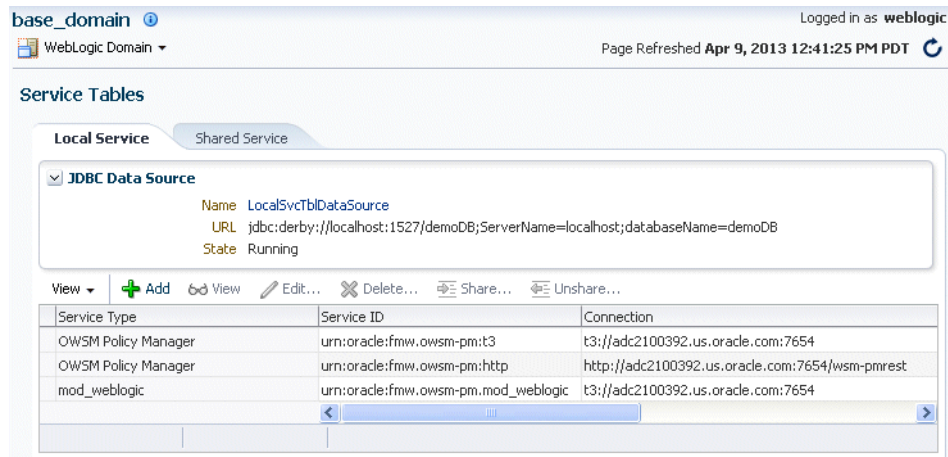 base_domain
Logged in as weblogic
WebLogic Domain
Page Refreshed Apr 9, 2013 12:41:25 PM PDT
Service Tables
Local Service Shared Service
JDBC Data Source
Name LocalSvcTblDataSource
URL jdbc:derby://localhost:1527/demoDB;ServerName=localhost;databaseName=demoDB
State Running
View Add View Edit... Delete... Share... Unshare...
Service Type Service ID Connection
OWSM Policy Manager urn:oracle:fmw.owsm-pm:t3 t3://adc2100392.us.oracle.com:7654
OWSM Policy Manager urn:oracle:fmw.owsm-pm:http http://adc2100392.us.oracle.com:7654/wsm-pmrest
mod_weblogic urn:oracle:fmw.owsm-pm.mod_weblogic t3://adc2100392.us.oracle.com:7654